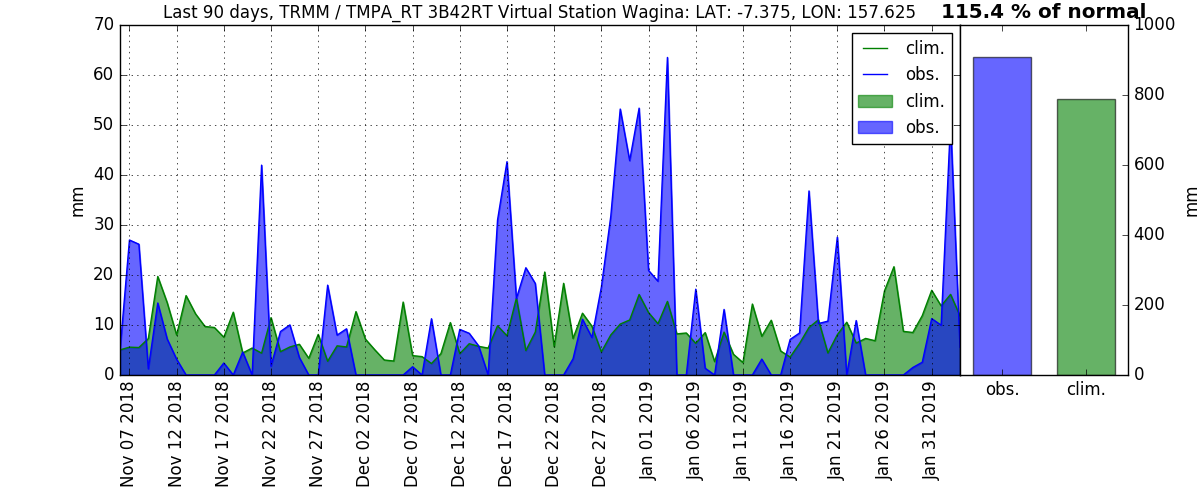 Last 90 days, TRMM / TMPA_RT 3B42RT Virtual Station Wagina: LAT: -7.375, LON: 157.625
115.4 % of normal
70
60
50
40
30
20
10
0
mm
clim.
obs.
clim.
obs.
1000
800
600
400
200
0
mm
Nov 07 2018
Nov 12 2018
Nov 17 2018
Nov 22 2018
Nov 27 2018
Dec 02 2018
Dec 07 2018
Dec 12 2018
Dec 17 2018
Dec 22 2018
Dec 27 2018
Jan 01 2019
Jan 06 2019
Jan 11 2019
Jan 16 2019
Jan 21 2019
Jan 26 2019
Jan 31 2019
obs.
clim.